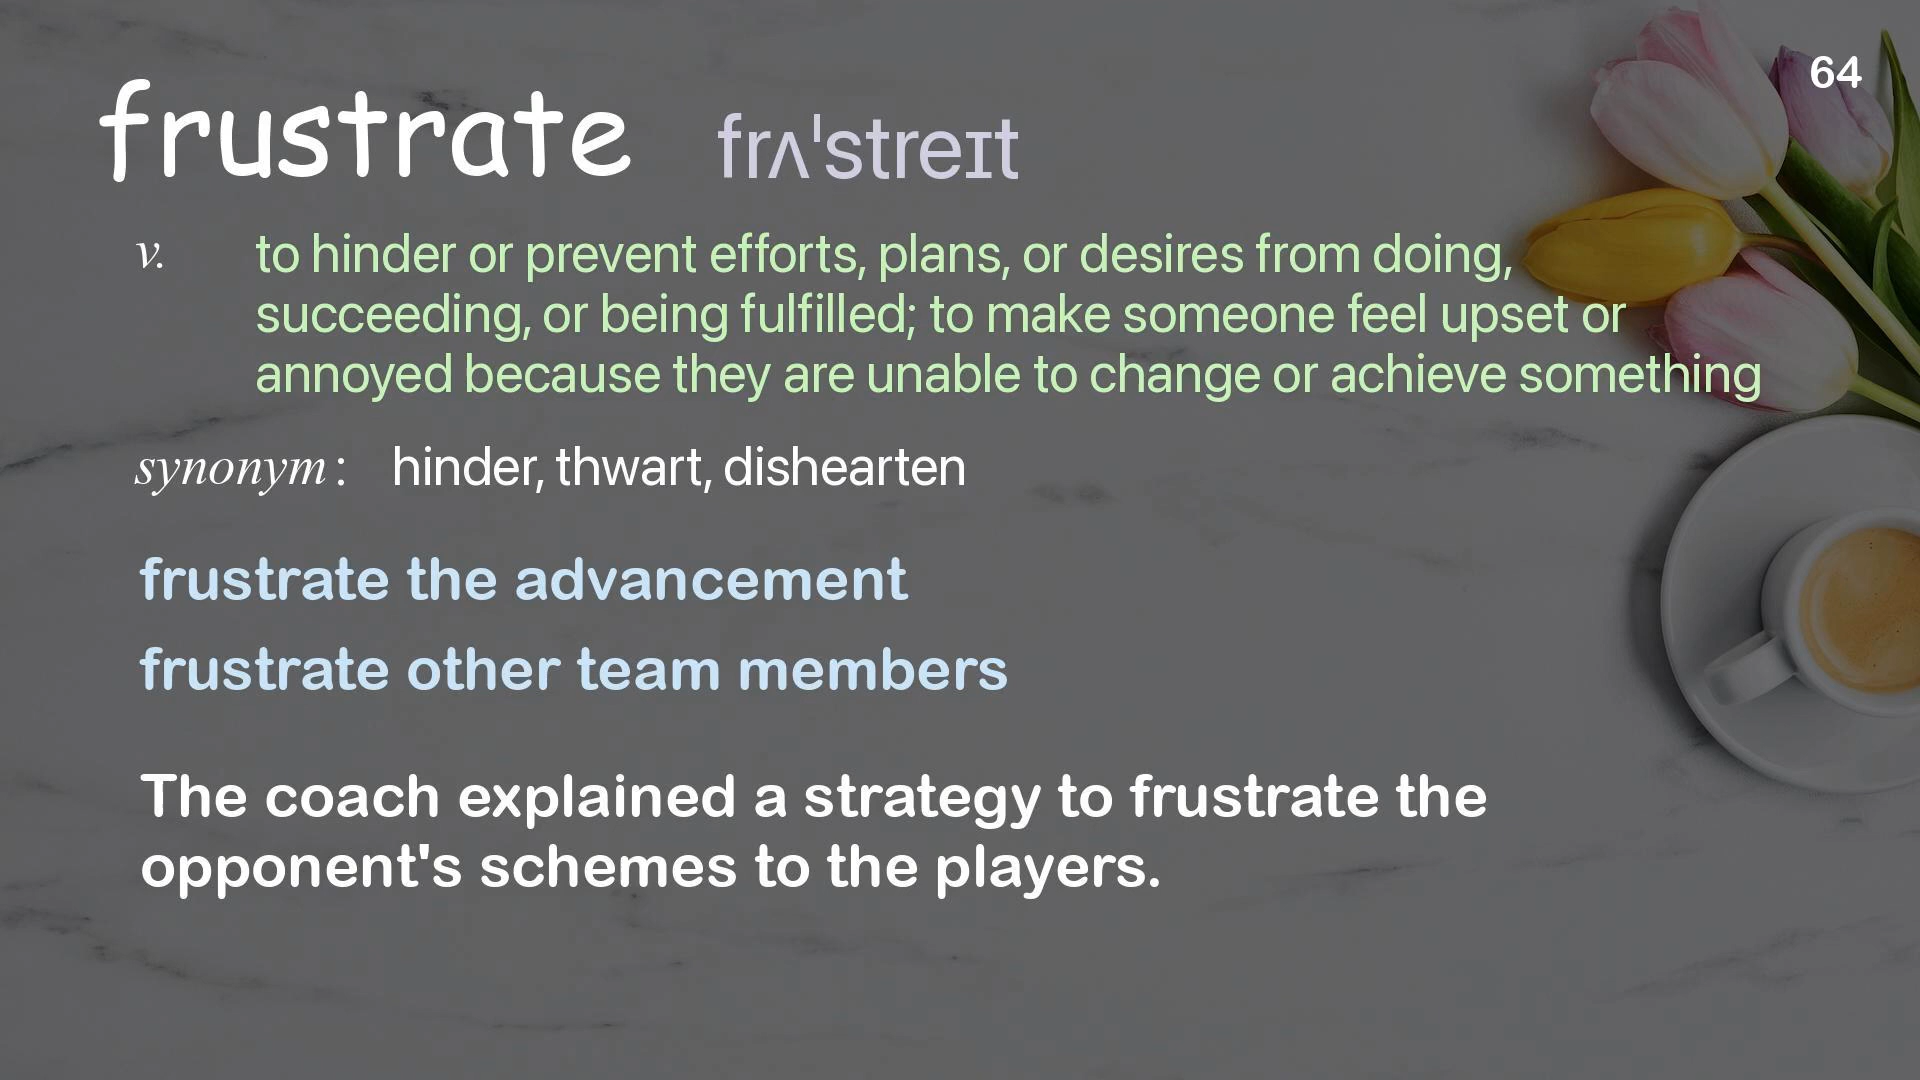 64
frustrate frʌˈstreɪt
v. to hinder or prevent efforts, plans, or desires from doing,
succeeding, or being fulfilled; to make someone feel upset or
annoyed because they are unable to change or achieve something
synonym: hinder, thwart, dishearten
frustrate the advancement
frustrate other team members
The coach explained a strategy to frustrate the
opponent's schemes to the players.